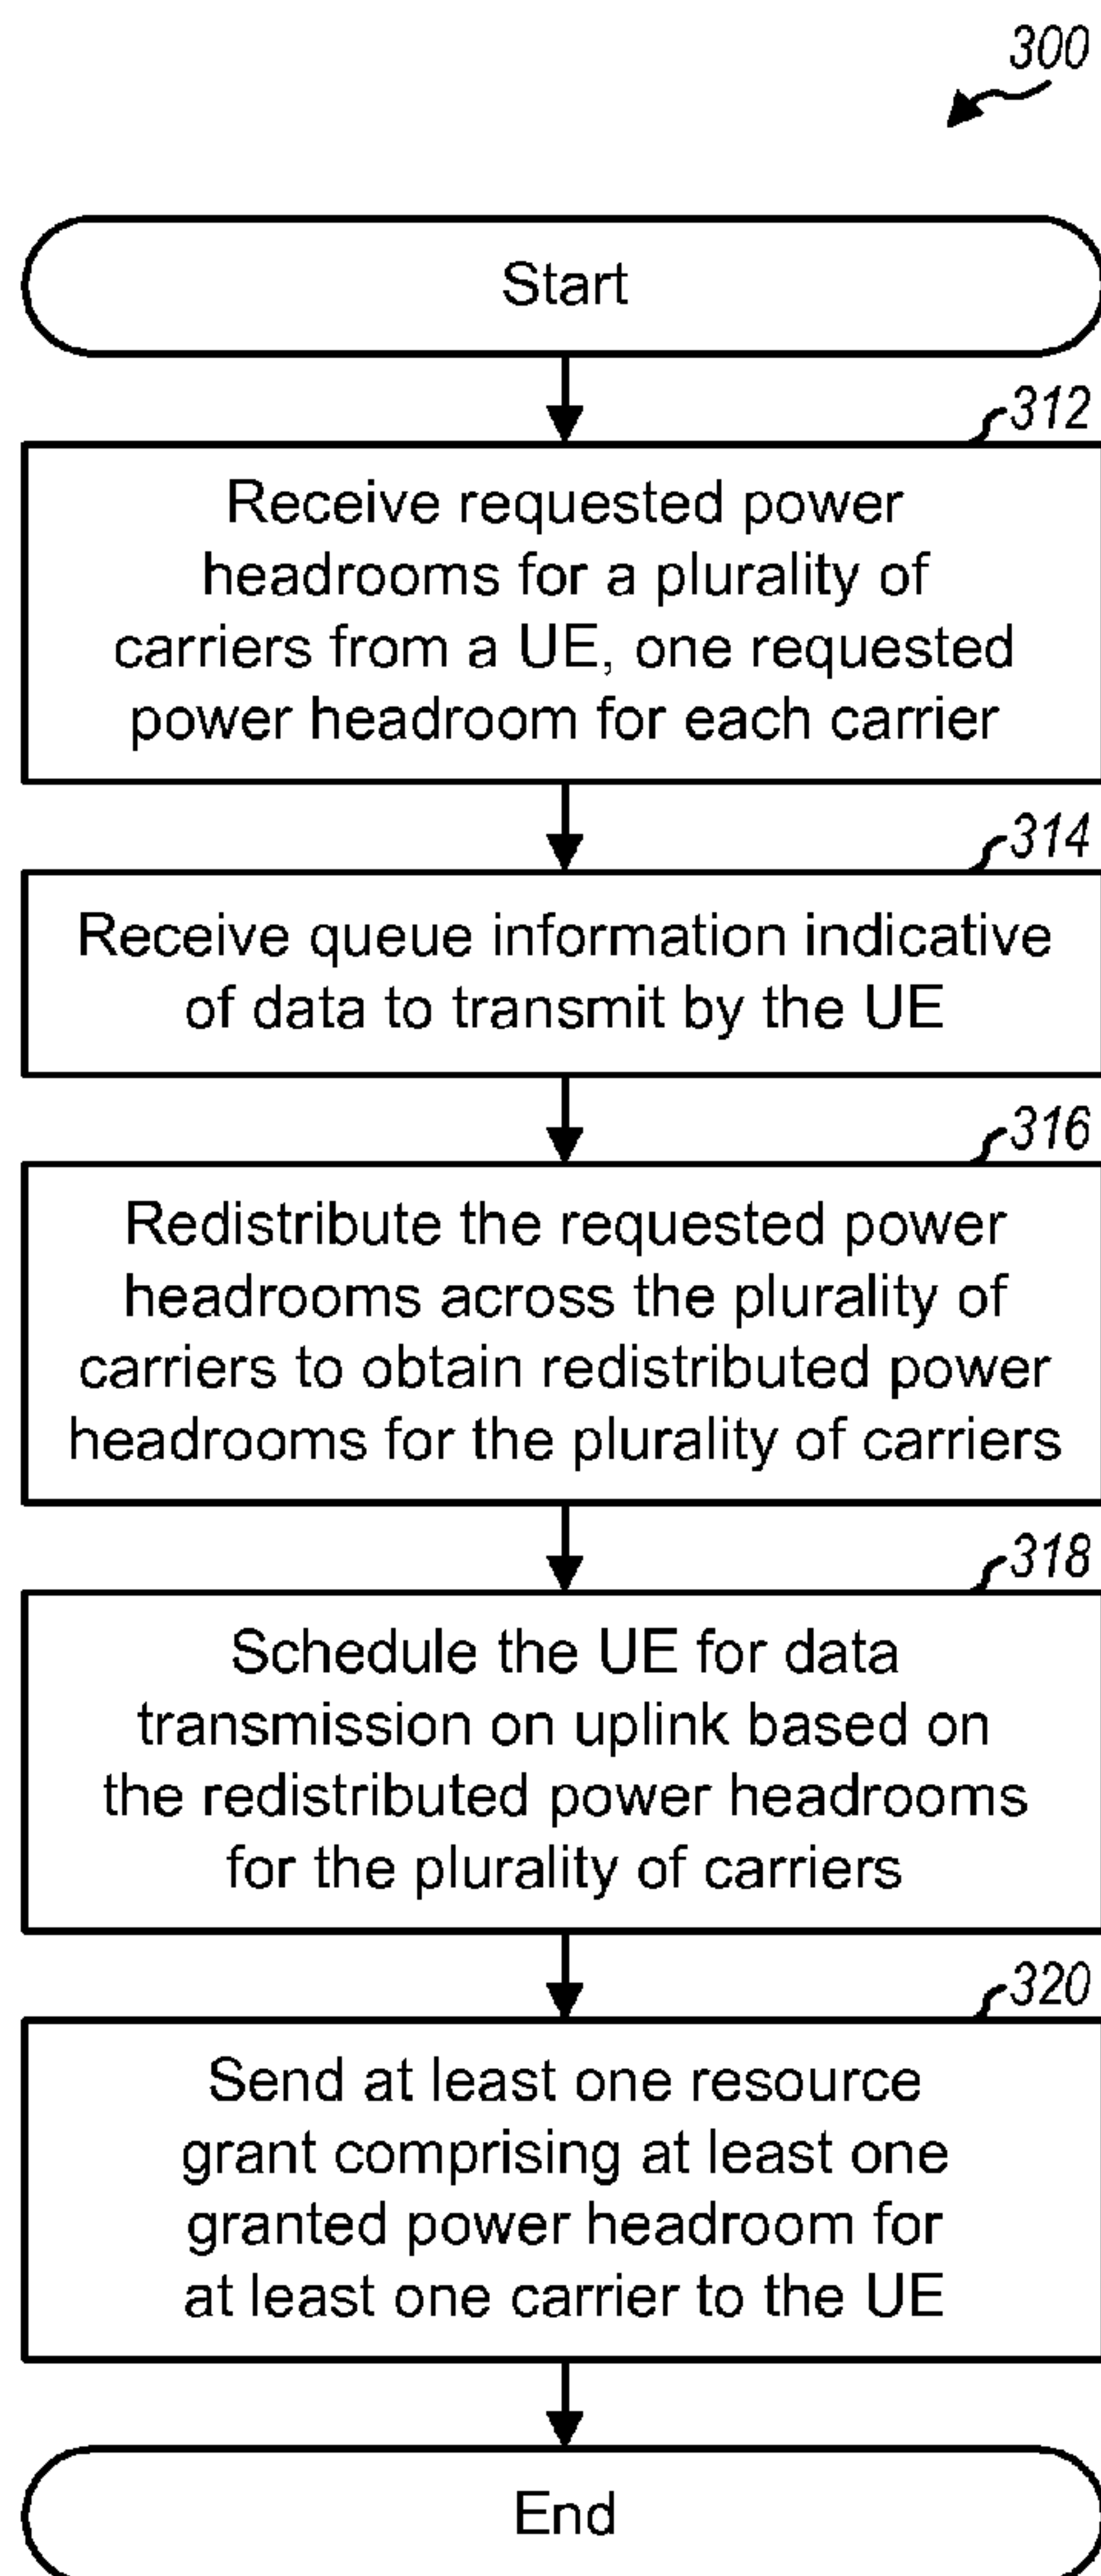 300
Start
312
Receive requested power
headrooms for a plurality of
carriers from a UE, one requested
power headroom for each carrier
314
Receive queue information indicative
of data to transmit by the UE
316
Redistribute the requested power
headrooms across the plurality of
carriers to obtain redistributed power
headrooms for the plurality of carriers
318
Schedule the UE for data
transmission on uplink based on
the redistributed power headrooms
for the plurality of carriers
320
Send at least one resource
grant comprising at least one
granted power headroom for
at least one carrier to the UE
End